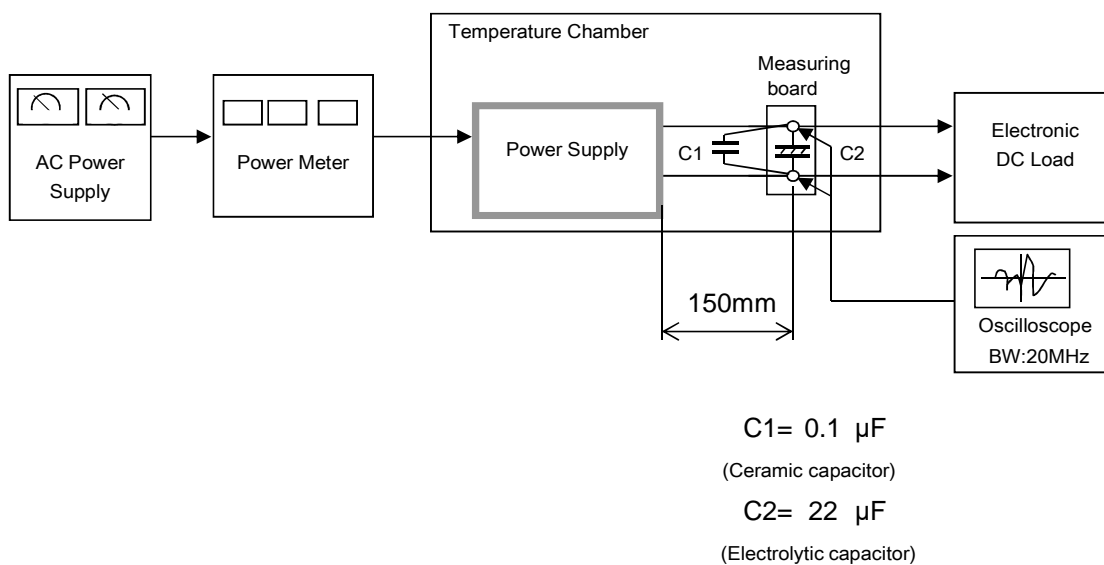 Temperature Chamber
Measuring
board
AC Power
Supply
Power Meter
Power Supply
C1
C2
Electronic
DC Load
150mm
Oscilloscope
BW:20MHz
C1= 0.1 µF
(Ceramic capacitor)
C2= 22 µF
(Electrolytic capacitor)